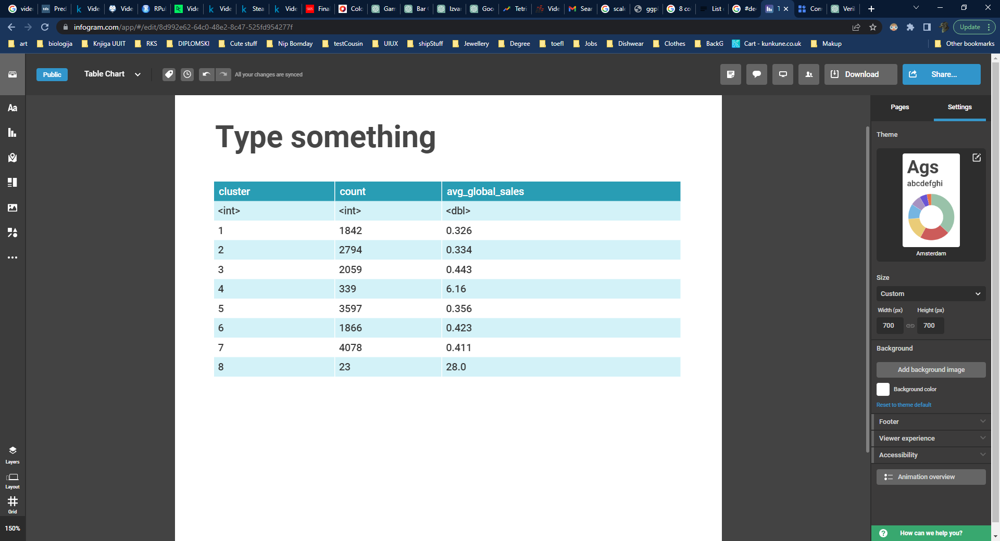 vide
Pred
Vide
Vide
RPu
Vide
Vide
Stea
Vide
Fina
Colo
Gam
Bar
Izva
Goo
Tetri
Vide
Sear
scale
ggp
8 co
List
#de
1
Con
Veri
infogram.com/app/#/edit/8d992e62-64c0-48e2-8c47-525fd954277f
Update
art
biologija
Knjiga UUIT
RKS
DIPLOMSKI
Cute stuff
Nip Bornday
testCousin
UIUX
shipStuff
Jewellery
Degree
toefl
Jobs
Dishwear
Clothes
BackG
Cart - kunkune.co.uk
Makup
Other bookmarks
Public
Table Chart
All your changes are synced
Download
Share...
Aa
Pages
Settings
Type something
cluster count avg_global_sales
<int> <int> <dbl>
1 1842 0.326
2 2794 0.334
3 2059 0.443
4 339 6.16
5 3597 0.356
6 1866 0.423
7 4078 0.411
8 23 28.0
Theme
Ags
abcdefghi
Amsterdam
Size
Custom
Width (px) Height (px)
700 700
Background
Add background image
Background color
Reset to theme default
Footer
Viewer experience
Accessibility
Animation overview
Layers
Layout
Grid
150%
How can we help you?